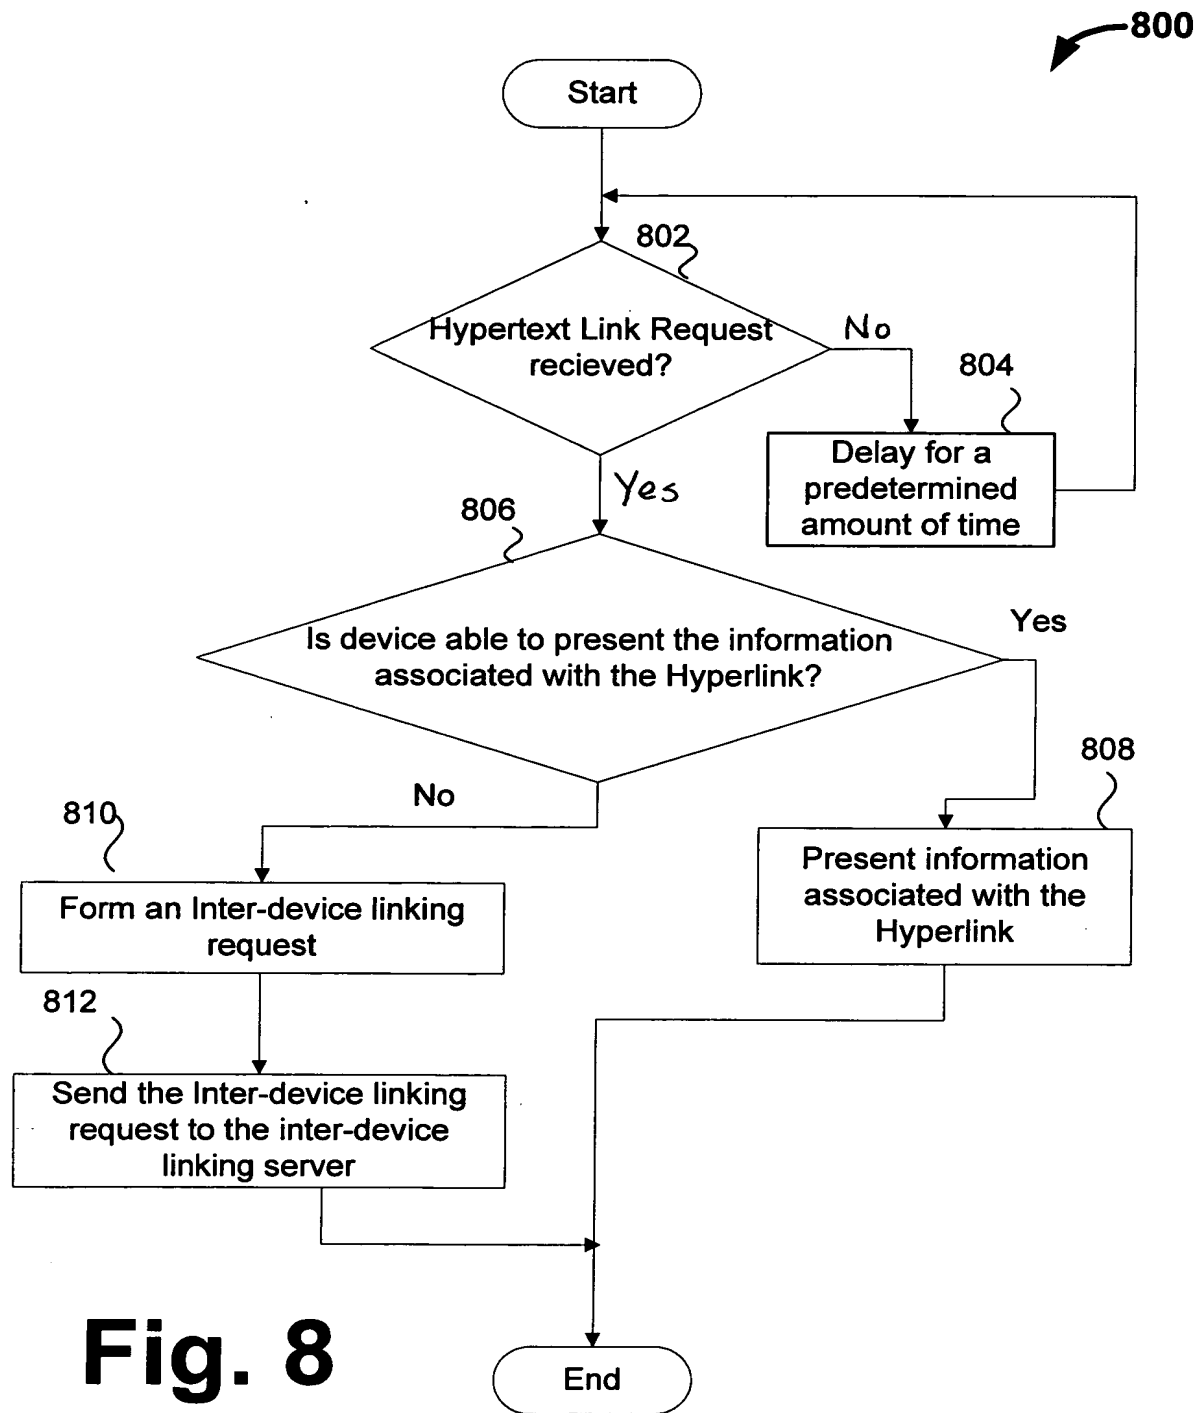 800
Start
802
Hypertext Link Request
recieved?
No
804
Delay for a
predetermined
amount of time
Yes
806
Is device able to present the information
associated with the Hyperlink?
Yes
808
No
810
Present information
associated with the
Hyperlink
Form an Inter-device linking
request
812
Send the Inter-device linking
request to the inter-device
linking server
Fig. 8
End